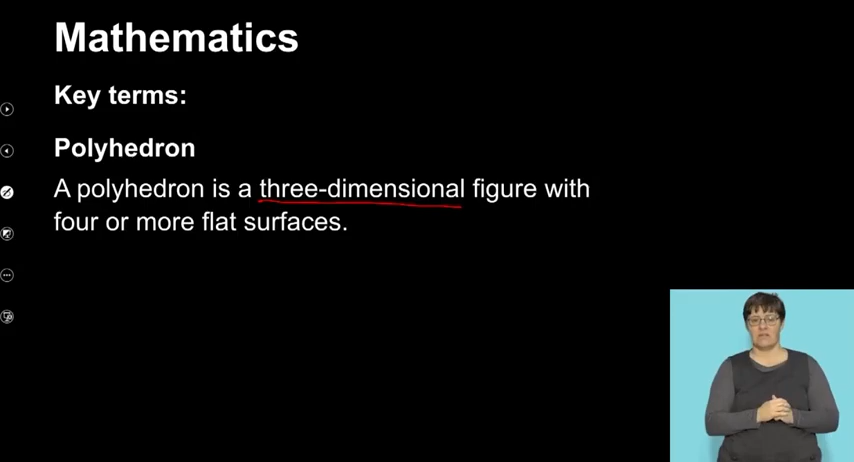 Mathematics
Key terms:
Polyhedron
A polyhedron is a three-dimensional figure with
four or more flat surfaces.